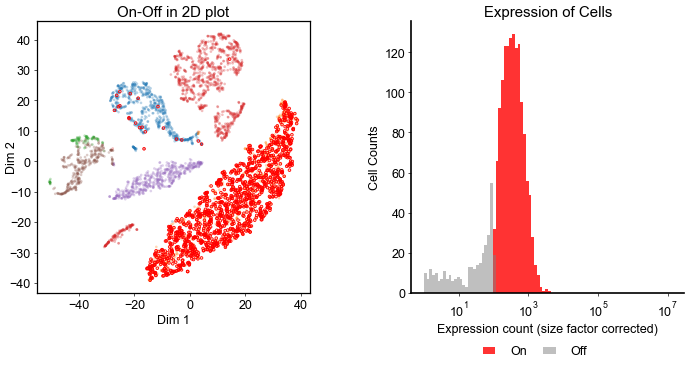 On-Off in 2D plot
40
30
20
10
0
−10
−20
−30
−40
Dim 2
−40 −20 0 20 40
Dim 1
Expression of Cells
120
100
80
60
40
20
0
Cell Counts
10^1 10^3 10^5 10^7
Expression count (size factor corrected)
On Off